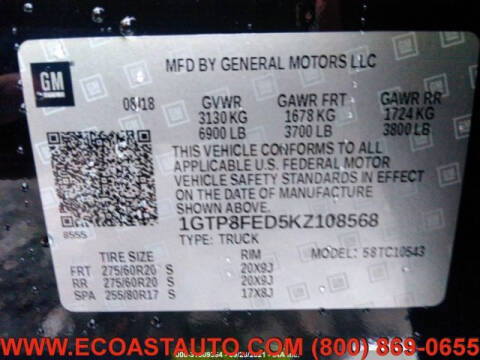 GM
MFD BY GENERAL MOTORS LLC
08/18 GVWR GAWR FRT GAWR RR
3130 KG 1678 KG 1724 KG
6900 LB 3700 LB 3800 LB
THIS VEHICLE CONFORMS TO ALL
APPLICABLE U.S. FEDERAL MOTOR
VEHICLE SAFETY STANDARDS IN EFFECT
ON THE DATE OF MANUFACTURE
SHOWN ABOVE.
8555
1GTP8FED5KZ108568
TYPE: TRUCK MODEL: 58TC10543
TIRE SIZE RIM
FRT 275/60R20 S 20X9J
RR 275/60R20 S 20X9J
SPA 255/80R17 S 17X8J
WWW.ECOASTAUTO.COM (800) 869-0655